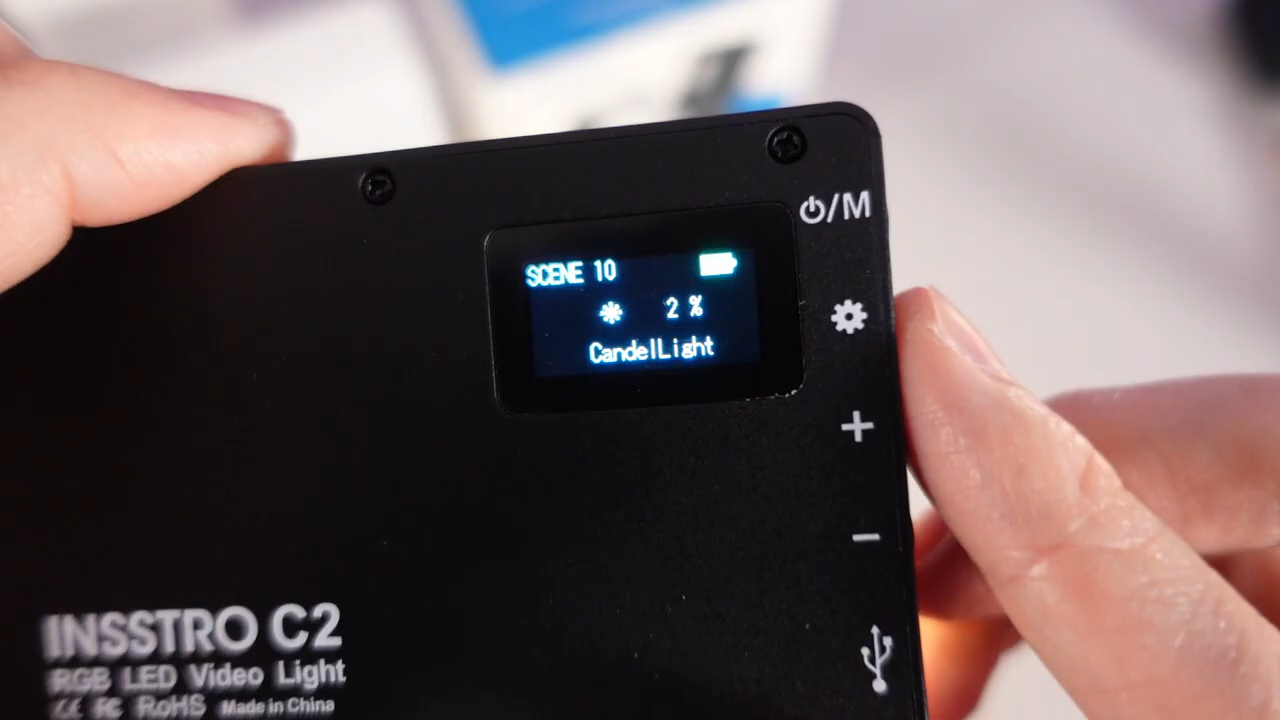 ⏻/M
SCENE 10
2 %
CandelLight
+
−
INSSTRO C2
RGB LED Video Light
CE FC RoHS Made in China